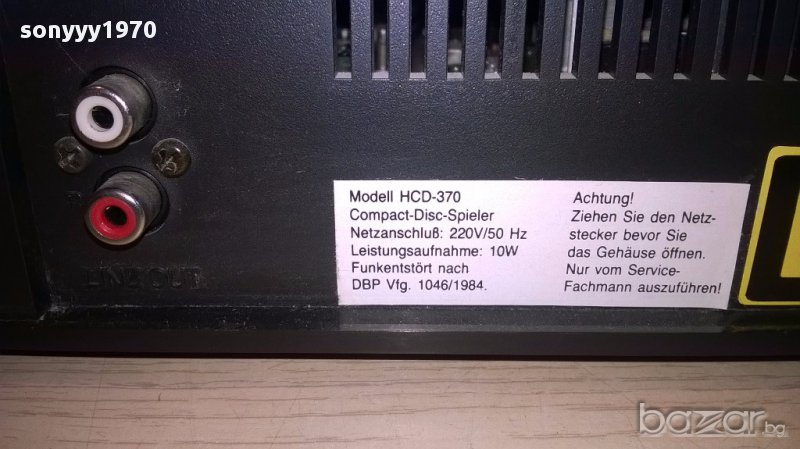 sonyyy1970
LINE OUT
Modell HCD-370
Compact-Disc-Spieler
Netzanschluß: 220V/50 Hz
Leistungsaufnahme: 10W
Funkentstört nach
DBP Vfg. 1046/1984.
Achtung!
Ziehen Sie den Netz-
stecker bevor Sie
das Gehäuse öffnen.
Nur vom Service-
Fachmann auszuführen!
bazar.bg